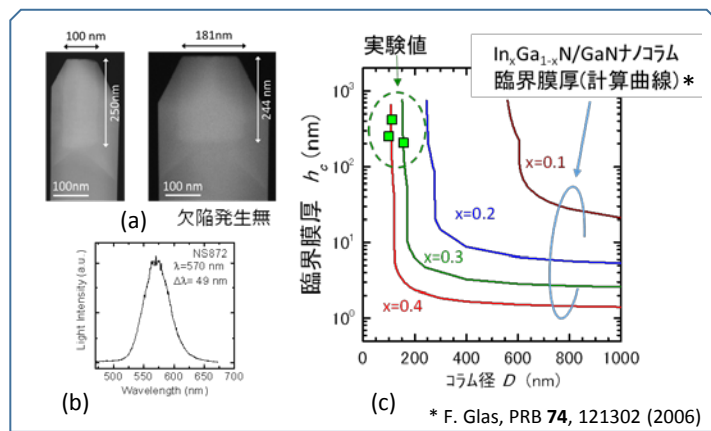 100 nm
181nm
250nm
244 nm
100nm
100nm
(a)
欠陥発生無
NS872
λ=570 nm
Δλ= 49 nm
Light Intensity (a.u.)
500 550 600 650 700
Wavelength (nm)
(b)
実験値
InxGa1-xN/GaNナノコラム
臨界膜厚(計算曲線)*
臨界膜厚 hc (nm)
10³
10²
10¹
10⁰
x=0.1
x=0.2
x=0.3
x=0.4
0 200 400 600 800 1000
コラム径 D (nm)
(c)
* F. Glas, PRB 74, 121302 (2006)